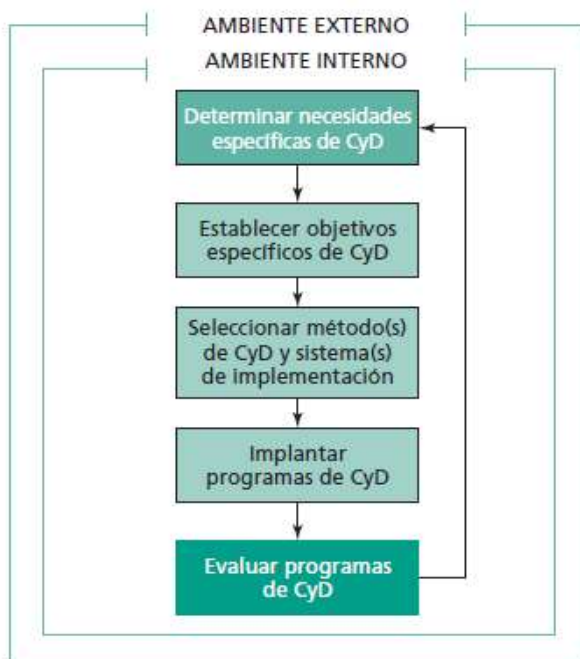 AMBIENTE EXTERNO
AMBIENTE INTERNO
Determinar necesidades
específicas de CyD
Establecer objetivos
específicos de CyD
Seleccionar método(s)
de CyD y sistema(s)
de implementación
Implantar
programas de CyD
Evaluar programas
de CyD